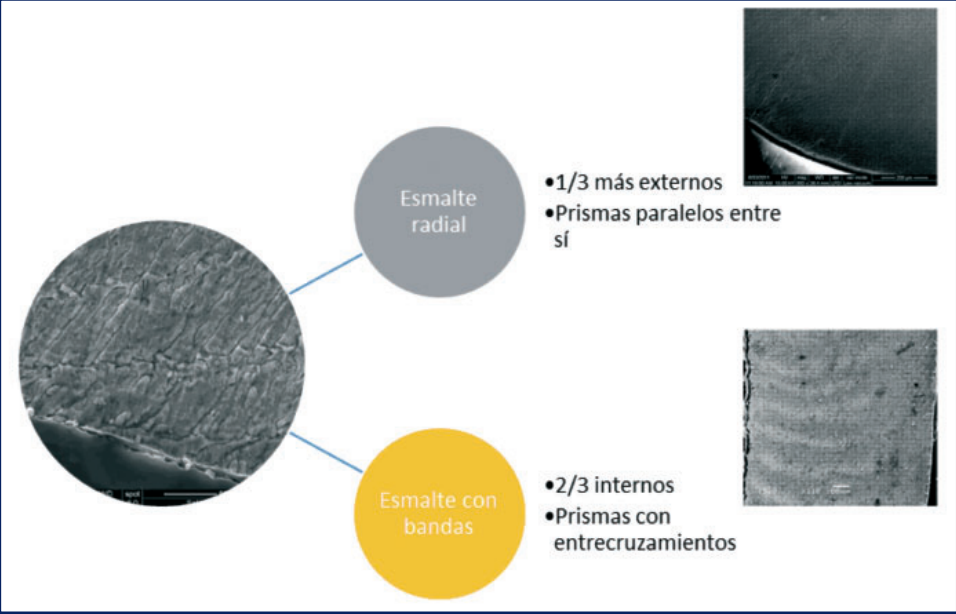 Esmalte
radial
•1/3 más externos
•Prismas paralelos entre
sí
Esmalte con
bandas
•2/3 internos
•Prismas con
entrecruzamientos
spot